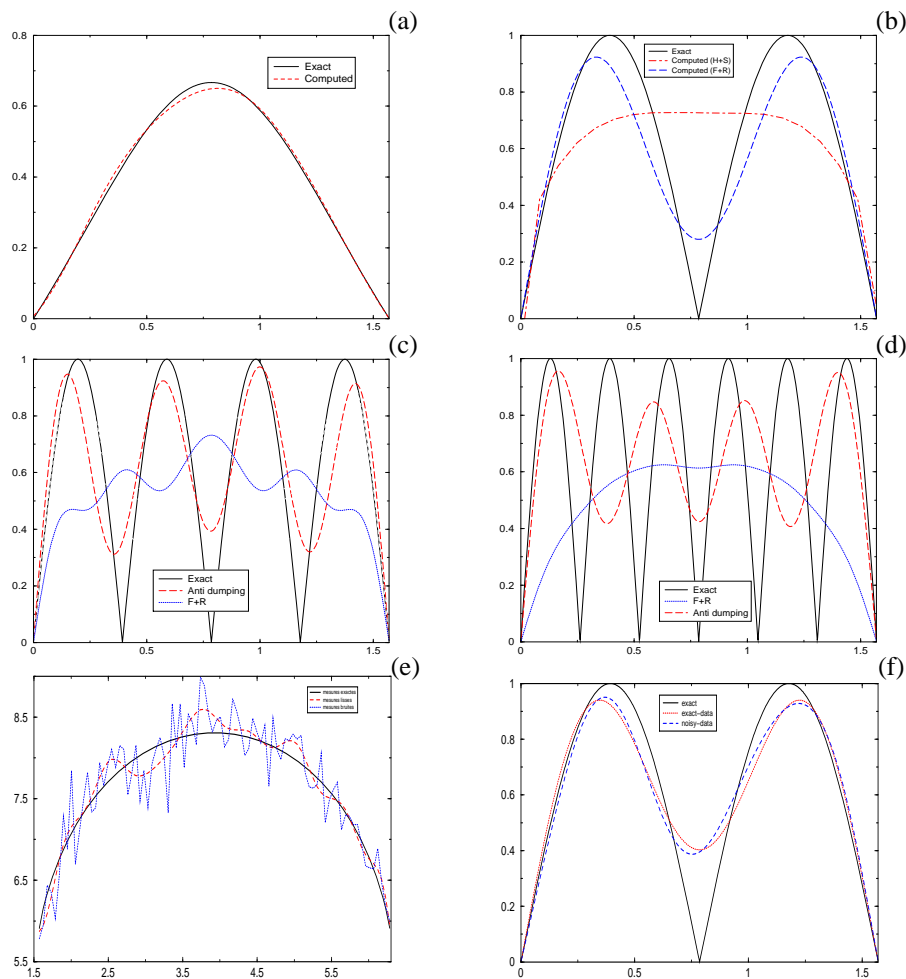 (a)
Exact
Computed
0.8
0.6
0.4
0.2
0
0
0.5
1
1.5
(b)
Exact
Computed (H+S)
Computed (F+R)
1
0.8
0.6
0.4
0.2
0
0
0.5
1
1.5
(c)
Exact
Anti dumping
F+R
1
0.8
0.6
0.4
0.2
0
0
0.5
1
1.5
(d)
Exact
F+R
Anti dumping
1
0.8
0.6
0.4
0.2
0
0
0.5
1
1.5
(e)
mesures exactes
mesures lisses
mesures bruites
8.5
7.5
6.5
5.5
1.5
2.5
3.5
4.5
5.5
(f)
exact
exact-data
noisy-data
1
0.8
0.6
0.4
0.2
0
0
0.5
1
1.5